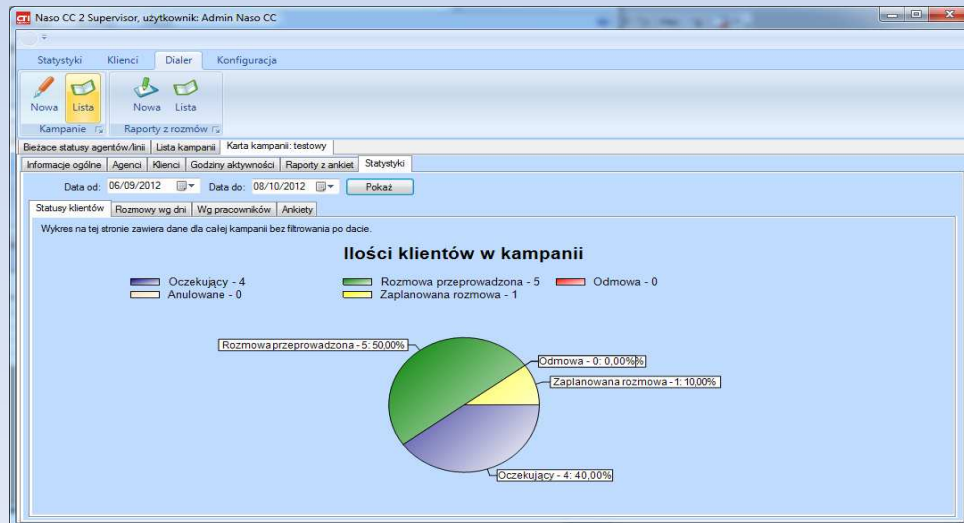 CTI Naso CC 2 Supervisor, użytkownik: Admin Naso CC
Statystyki Klienci Dialer Konfiguracja
Nowa Lista Nowa Lista
Kampanie Raporty z rozmów
Bieżace statusy agentów/linii Lista kampanii Karta kampanii: testowy
Informacje ogólne Agenci Klienci Godziny aktywności Raporty z ankiet Statystyki
Data od: 06/09/2012 Data do: 08/10/2012 Pokaż
Statusy klientów Rozmowy wg dni Wg pracowników Ankiety
Wykres na tej stronie zawiera dane dla całej kampanii bez filtrowania po dacie.
Ilości klientów w kampanii
Oczekujący - 4 Rozmowa przeprowadzona - 5 Odmowa - 0
Anulowane - 0 Zaplanowana rozmowa - 1
Rozmowa przeprowadzona - 5: 50,00%
Odmowa - 0: 0,00%%
Zaplanowana rozmowa - 1: 10,00%
Oczekujący - 4: 40,00%